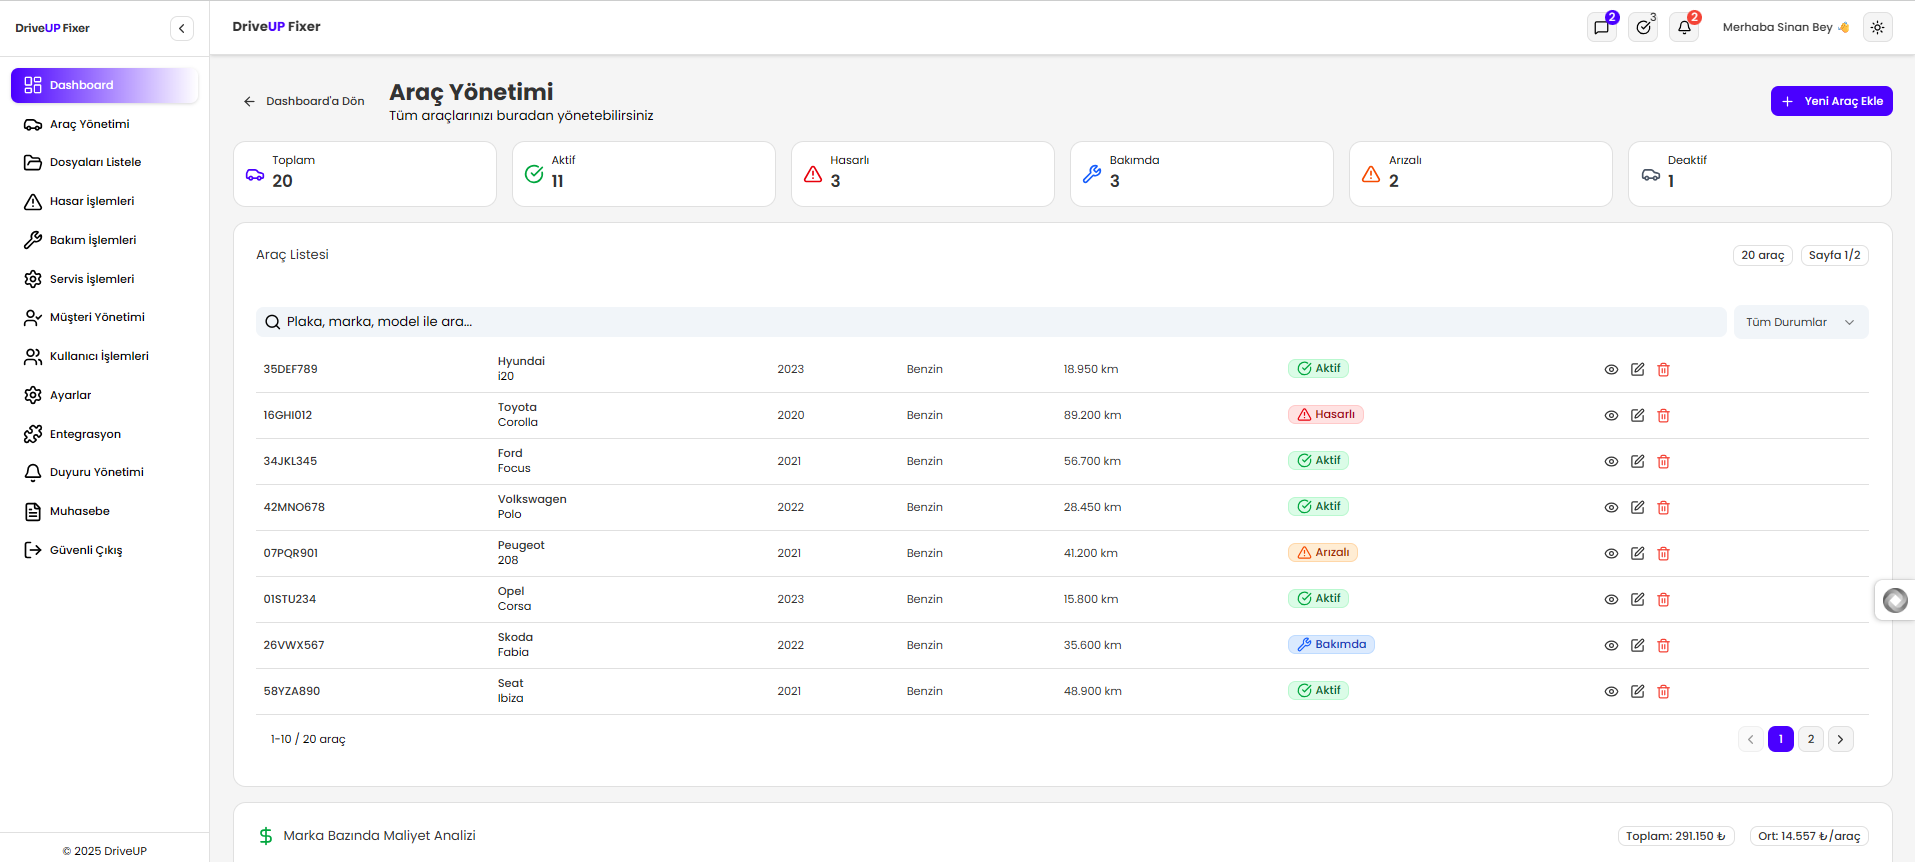 DriveUP Fixer
DriveUP Fixer
2
3
2
Merhaba Sinan Bey 👋
Dashboard
Araç Yönetimi
Dosyaları Listele
Hasar İşlemleri
Bakım İşlemleri
Servis İşlemleri
Müşteri Yönetimi
Kullanıcı İşlemleri
Ayarlar
Entegrasyon
Duyuru Yönetimi
Muhasebe
Güvenli Çıkış
© 2025 DriveUP
Dashboard'a Dön
Araç Yönetimi
Tüm araçlarınızı buradan yönetebilirsiniz
Yeni Araç Ekle
Toplam
20
Aktif
11
Hasarlı
3
Bakımda
3
Arızalı
2
Deaktif
1
Araç Listesi
20 araç
Sayfa 1/2
Plaka, marka, model ile ara...
Tüm Durumlar
35DEF789 Hyundai i20 2023 Benzin 18.950 km Aktif
16GHI012 Toyota Corolla 2020 Benzin 89.200 km Hasarlı
34JKL345 Ford Focus 2021 Benzin 56.700 km Aktif
42MNO678 Volkswagen Polo 2022 Benzin 28.450 km Aktif
07PQR901 Peugeot 208 2021 Benzin 41.200 km Arızalı
01STU234 Opel Corsa 2023 Benzin 15.800 km Aktif
26VWX567 Skoda Fabia 2022 Benzin 35.600 km Bakımda
58YZA890 Seat Ibiza 2021 Benzin 48.900 km Aktif
1-10 / 20 araç
1
2
Marka Bazında Maliyet Analizi
Toplam: 291.150 ₺
Ort: 14.557 ₺/araç